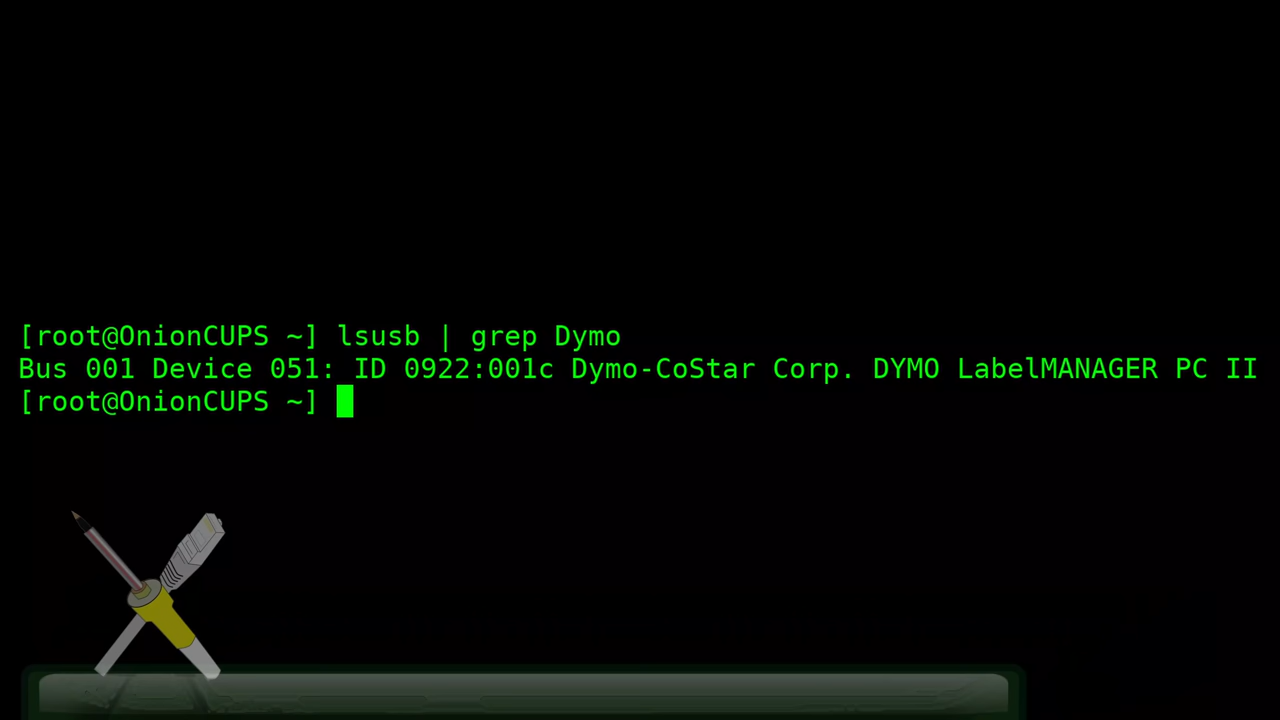 [root@OnionCUPS ~] lsusb | grep Dymo
Bus 001 Device 051: ID 0922:001c Dymo-CoStar Corp. DYMO LabelMANAGER PC II
[root@OnionCUPS ~]